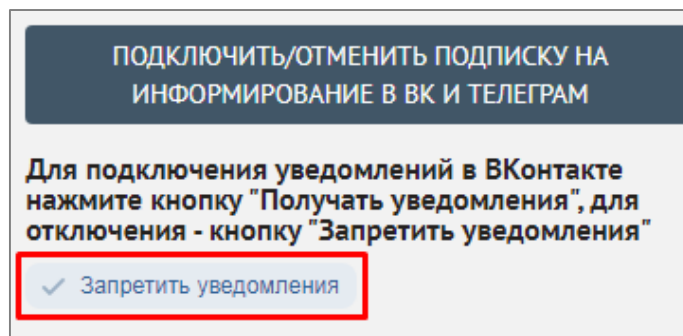 ПОДКЛЮЧИТЬ/ОТМЕНИТЬ ПОДПИСКУ НА
ИНФОРМИРОВАНИЕ В ВК И ТЕЛЕГРАМ
Для подключения уведомлений в ВКонтакте
нажмите кнопку "Получать уведомления", для
отключения - кнопку "Запретить уведомления"
Запретить уведомления